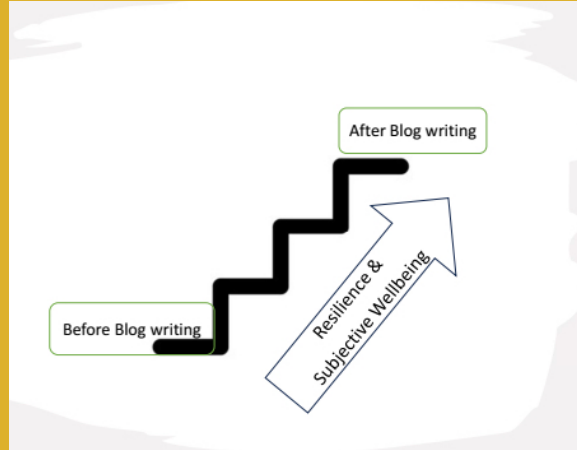 After Blog writing
Resilience &
Subjective Wellbeing
Before Blog writing